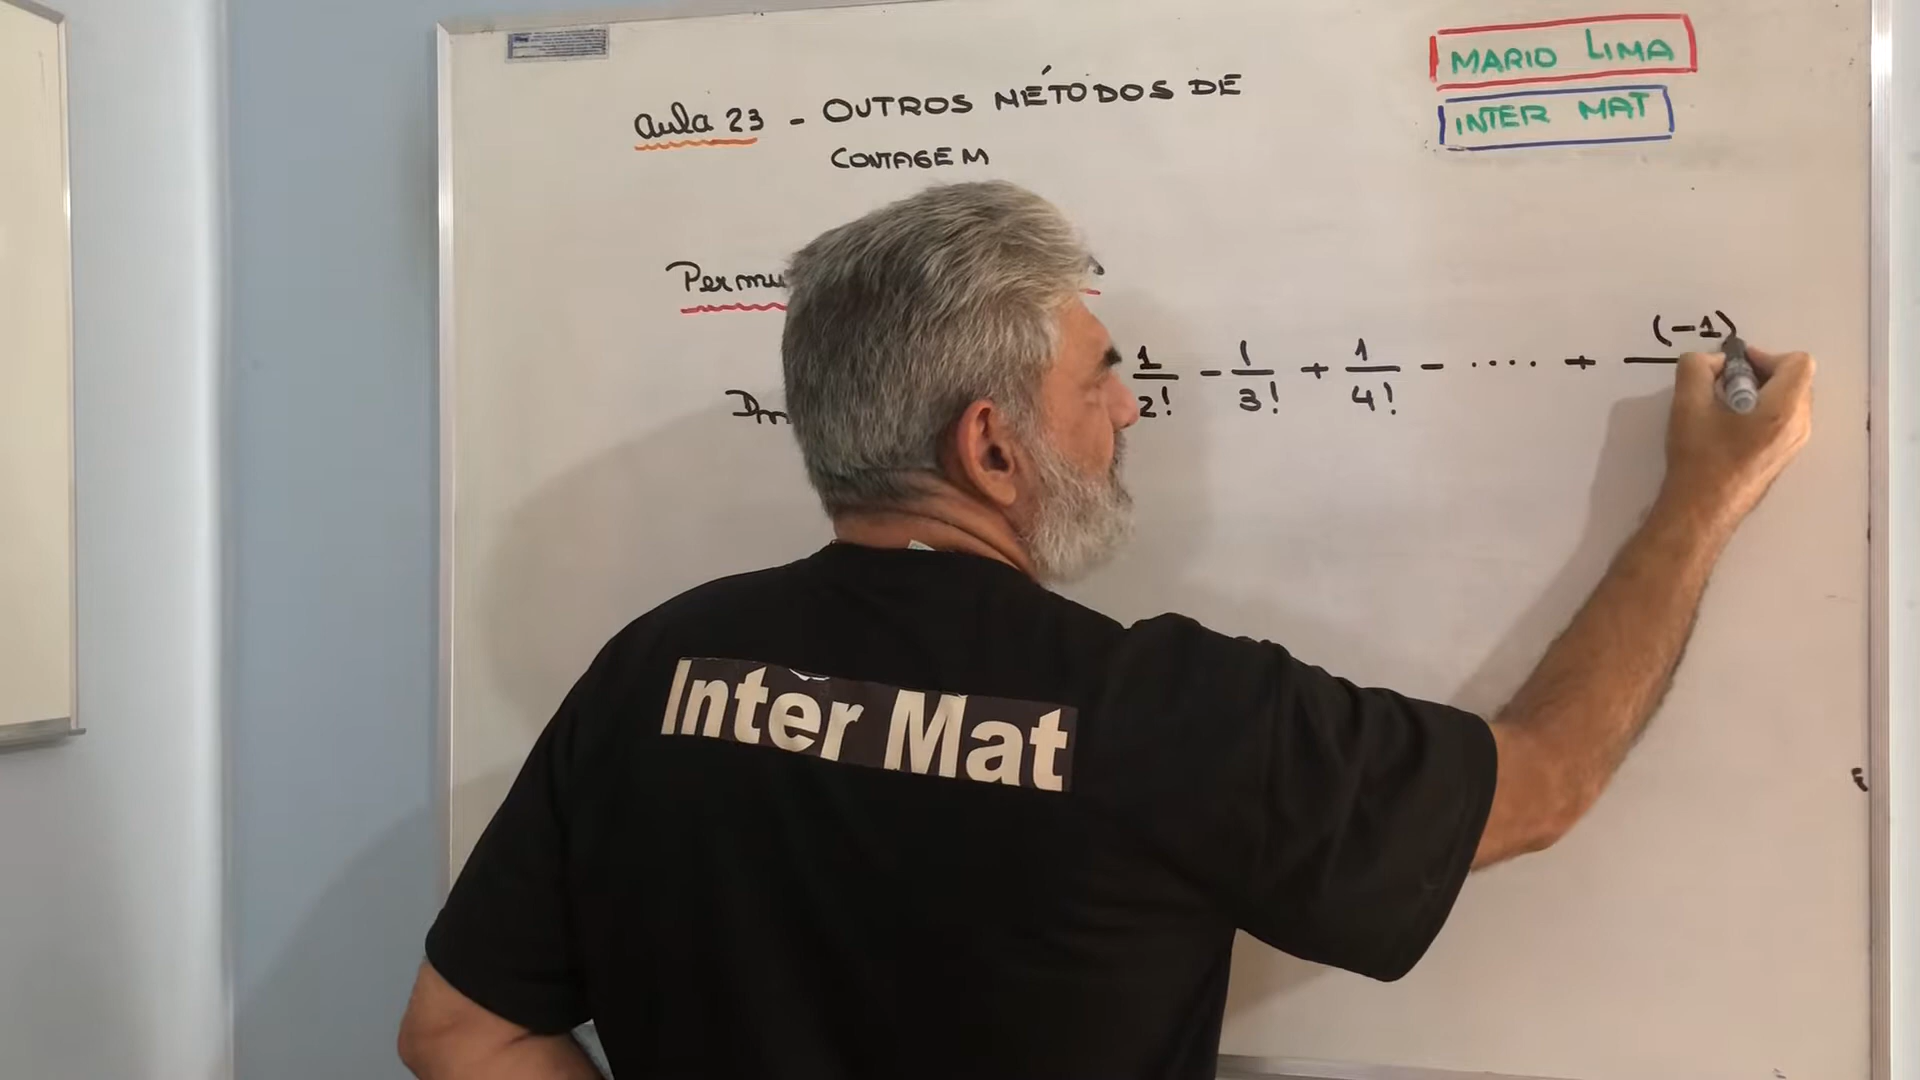 MARIO LIMA
INTER MAT
Aula 23 - OUTROS MÉTODOS DE
CONTAGEM
1/2! - 1/3! + 1/4! - .... + (-1)
Inter Mat